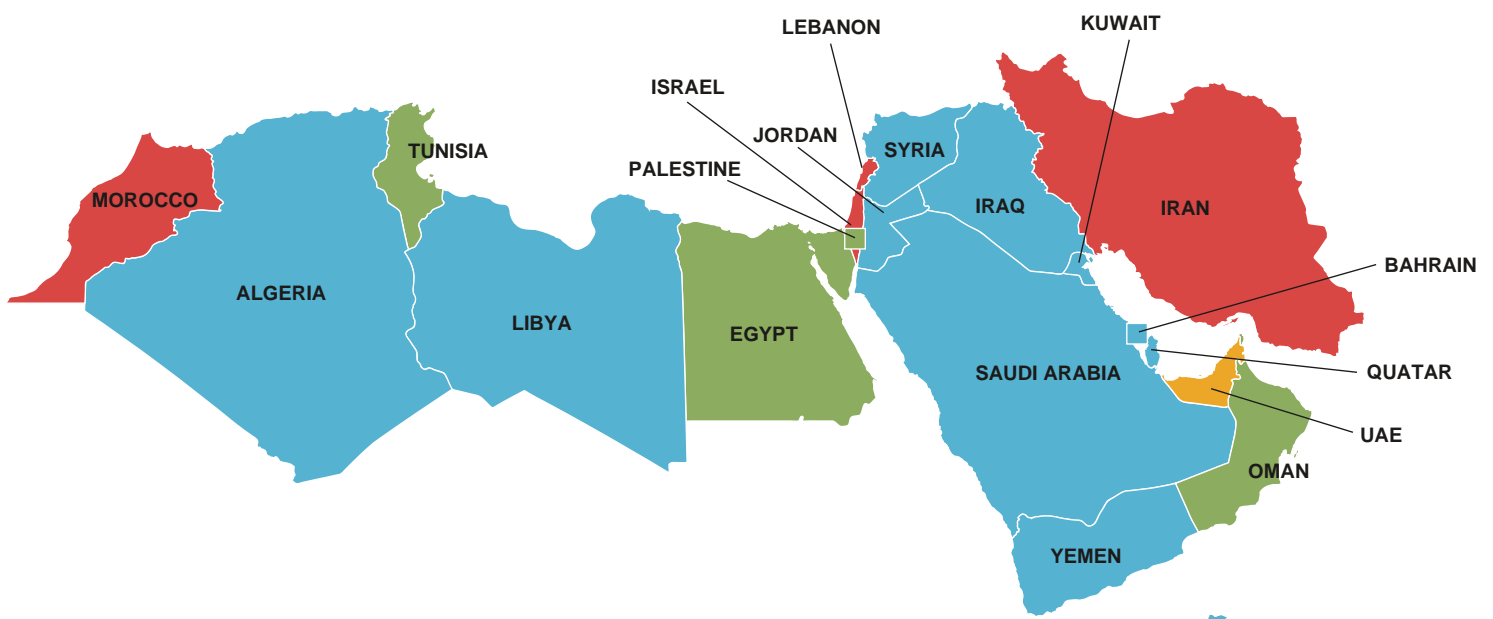 LEBANON
KUWAIT
ISRAEL
JORDAN
SYRIA
TUNISIA
PALESTINE
MOROCCO
IRAQ
IRAN
BAHRAIN
ALGERIA
LIBYA
EGYPT
SAUDI ARABIA
QUATAR
UAE
OMAN
YEMEN